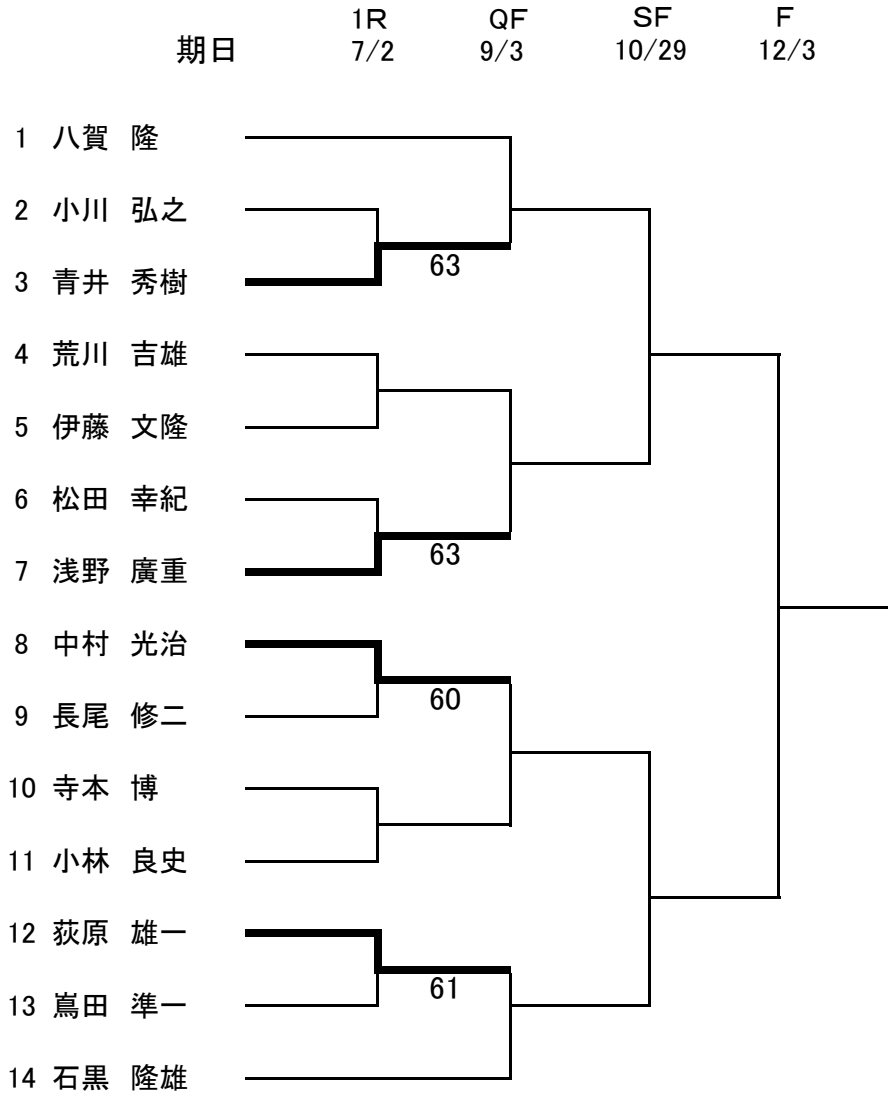 1R QF SF F
期日 7/2 9/3 10/29 12/3
1 八賀 隆
2 小川 弘之
63
3 青井 秀樹
4 荒川 吉雄
5 伊藤 文隆
6 松田 幸紀
63
7 浅野 廣重
8 中村 光治
60
9 長尾 修二
10 寺本 博
11 小林 良史
12 荻原 雄一
61
13 嶌田 準一
14 石黒 隆雄